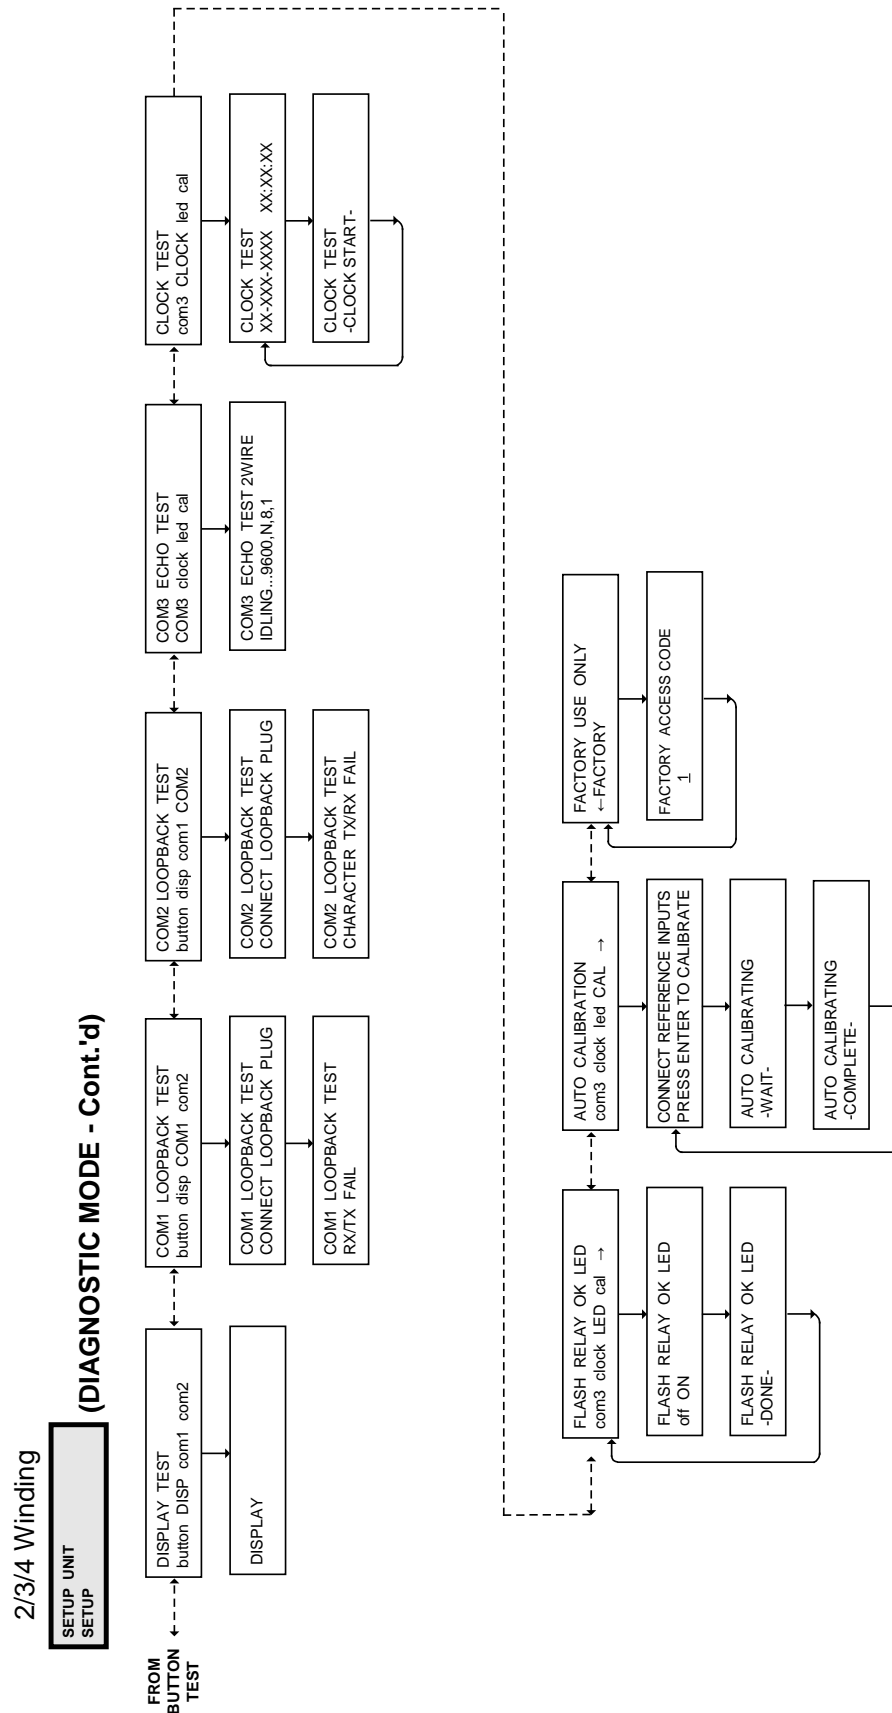 2/3/4 Winding
SETUP UNIT
SETUP
(DIAGNOSTIC MODE - Cont.'d)
FROM
BUTTON
TEST
DISPLAY TEST
button DISP com1 com2
DISPLAY
COM1 LOOPBACK TEST
button disp COM1 com2
COM1 LOOPBACK TEST
CONNECT LOOPBACK PLUG
COM1 LOOPBACK TEST
RX/TX FAIL
COM2 LOOPBACK TEST
button disp com1 COM2
COM2 LOOPBACK TEST
CONNECT LOOPBACK PLUG
COM2 LOOPBACK TEST
CHARACTER TX/RX FAIL
COM3 ECHO TEST
COM3 clock led cal
COM3 ECHO TEST 2WIRE
IDLING...9600,N,8,1
CLOCK TEST
com3 CLOCK led cal
CLOCK TEST
XX-XXX-XXXX XX:XX:XX
CLOCK TEST
-CLOCK START-
FLASH RELAY OK LED
com3 clock LED cal →
FLASH RELAY OK LED
off ON
FLASH RELAY OK LED
-DONE-
AUTO CALIBRATION
com3 clock led CAL →
CONNECT REFERENCE INPUTS
PRESS ENTER TO CALIBRATE
AUTO CALIBRATING
-WAIT-
AUTO CALIBRATING
-COMPLETE-
FACTORY USE ONLY
←FACTORY
FACTORY ACCESS CODE
1